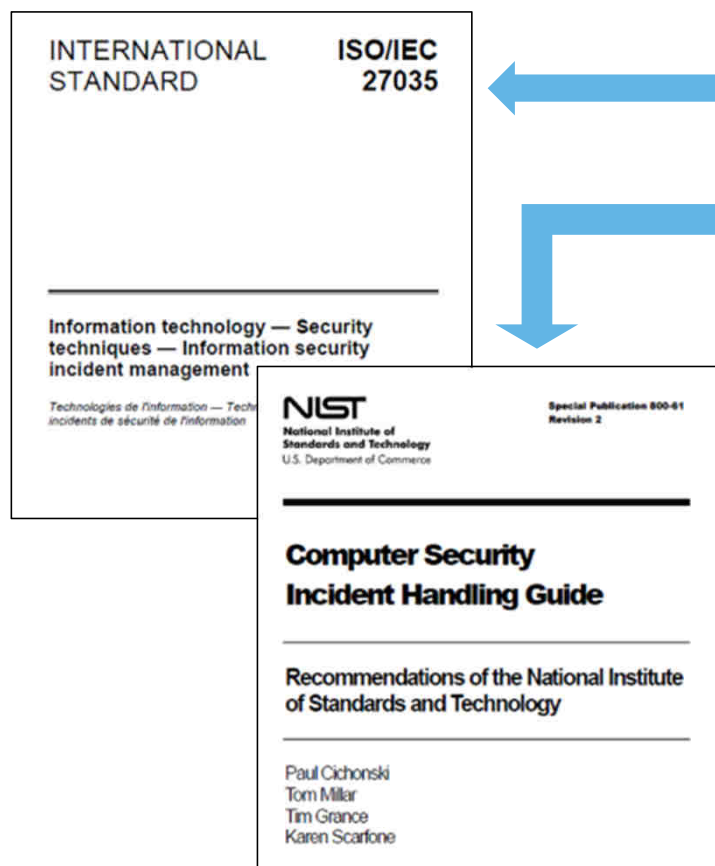 INTERNATIONAL STANDARD
ISO/IEC 27035
Information technology — Security
techniques — Information security
incident management
Technologies de l'information —
incidents de sécurité de l'information
NIST
National Institute of
Standards and Technology
U.S. Department of Commerce
Special Publication 800-61
Revision 2
Computer Security
Incident Handling Guide
Recommendations of the National Institute
of Standards and Technology
Paul Cichonski
Tom Millar
Tim Grance
Karen Scarfone